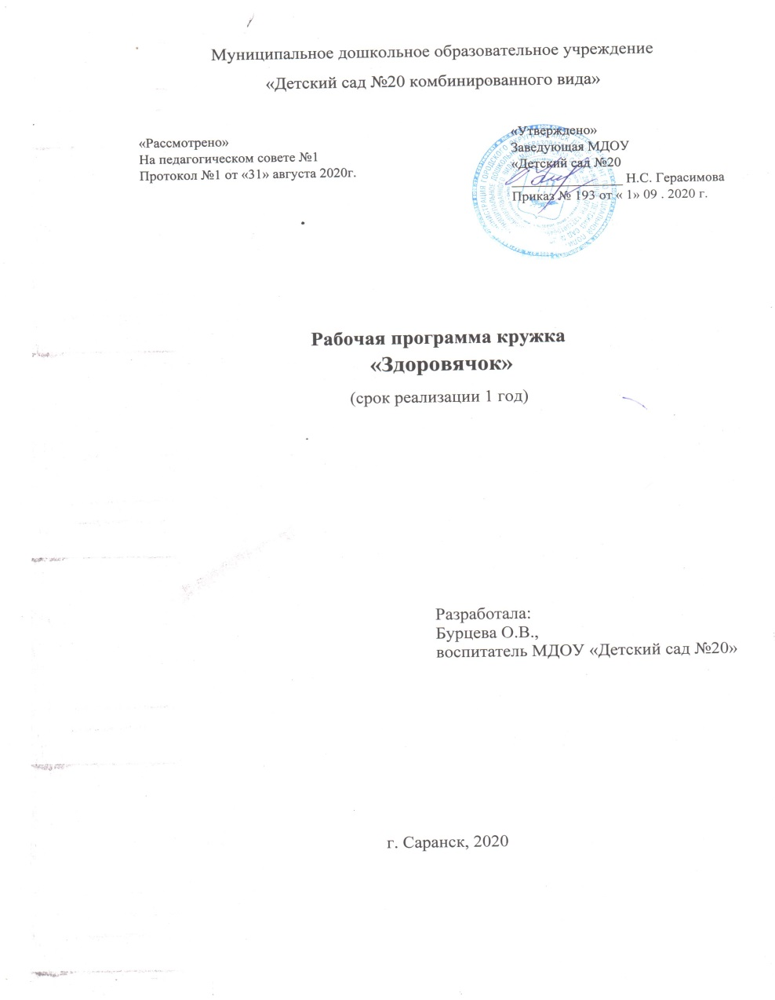 Муниципальное дошкольное образовательное учреждение
«Детский сад №20 комбинированного вида»
«Рассмотрено»
На педагогическом совете №1
Протокол №1 от «31» августа 2020г.
«Утверждено»
Заведующая МДОУ
«Детский сад №20
________________ Н.С. Герасимова
Приказ № 193 от « 1» 09 . 2020 г.
Рабочая программа кружка
«Здоровячок»
(срок реализации 1 год)
Разработала:
Бурцева О.В.,
воспитатель МДОУ «Детский сад №20»
г. Саранск, 2020